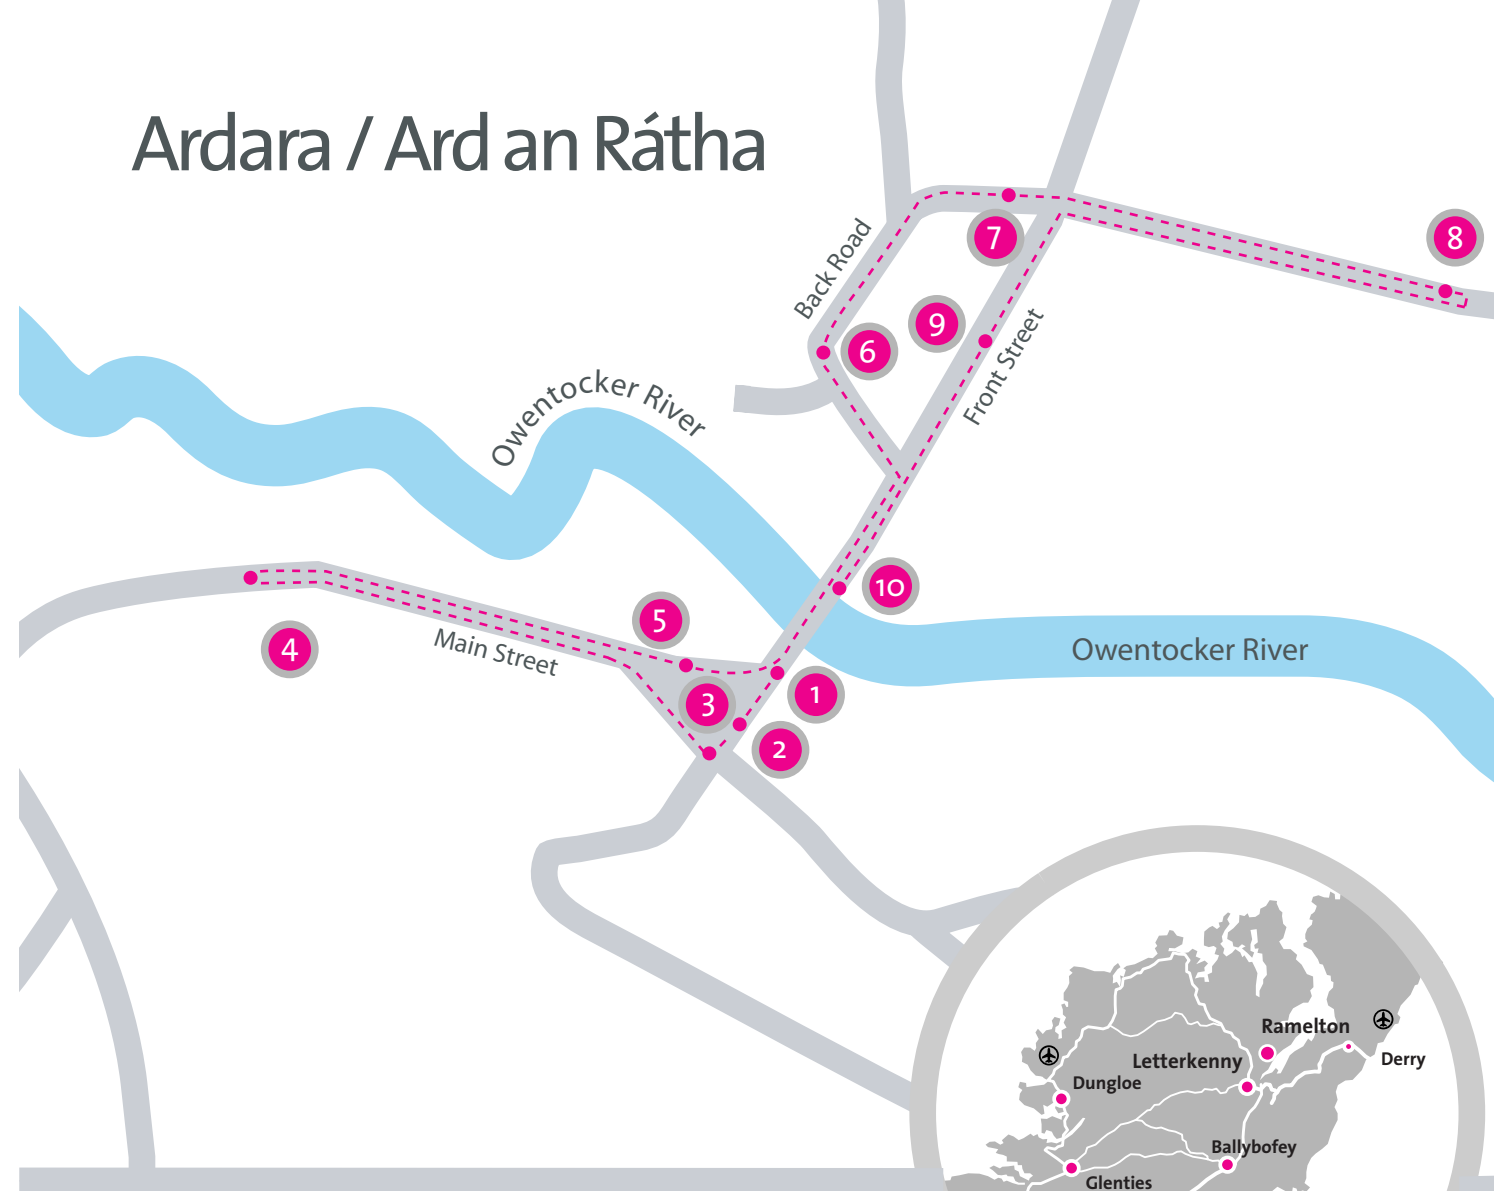 Ardara / Ard an Rátha
7
8
Back Road
9
6
Front Street
Owentocker River
10
5
Main Street
4
Owentocker River
3
1
2
Ramelton
Letterkenny
Derry
Dungloe
Ballybofey
Glenties